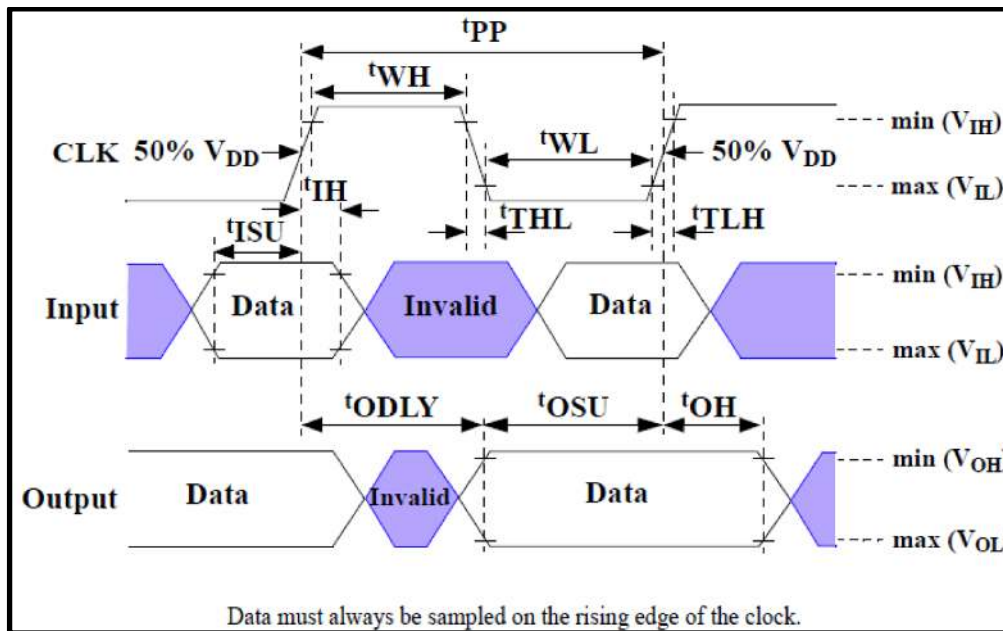 tPP
tWH
min (VIH)
CLK 50% VDD
tWL
50% VDD
tIH
max (VIL)
tISU
tTHL
tTLH
min (VIH)
Input
Data
Invalid
Data
max (VIL)
tODLY
tOSU
tOH
min (VOH
Output
Data
Invalid
Data
max (VOL
Data must always be sampled on the rising edge of the clock.